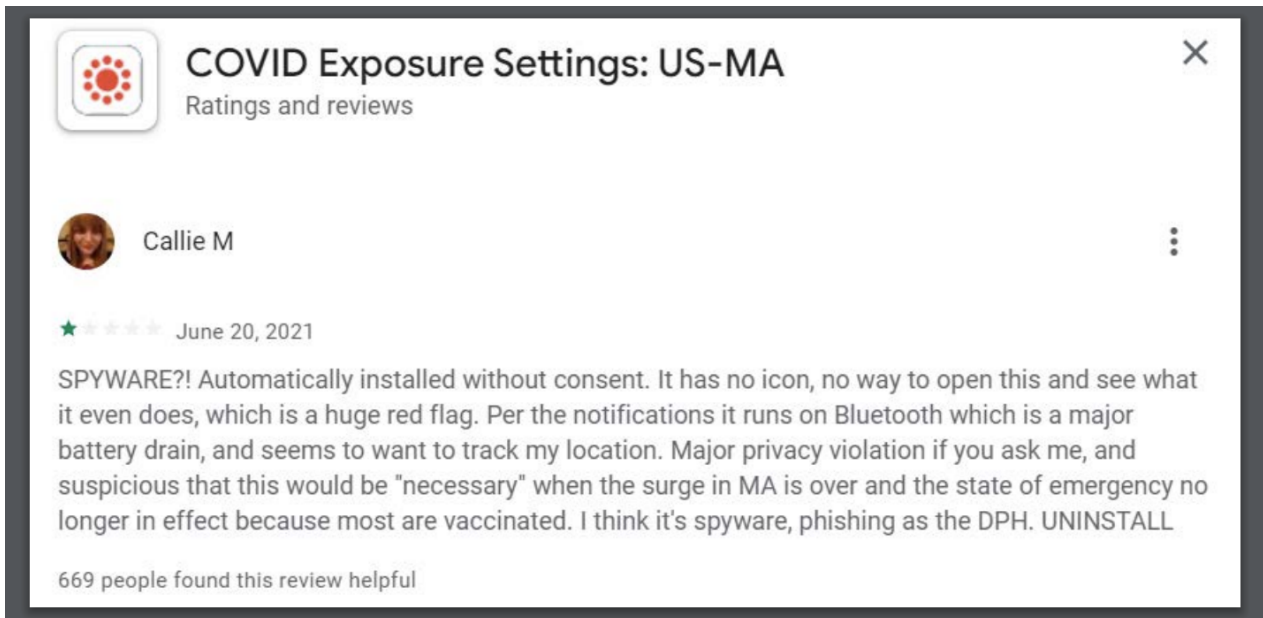 COVID Exposure Settings: US-MA
Ratings and reviews
Callie M
June 20, 2021
SPYWARE?! Automatically installed without consent. It has no icon, no way to open this and see what
it even does, which is a huge red flag. Per the notifications it runs on Bluetooth which is a major
battery drain, and seems to want to track my location. Major privacy violation if you ask me, and
suspicious that this would be "necessary" when the surge in MA is over and the state of emergency no
longer in effect because most are vaccinated. I think it's spyware, phishing as the DPH. UNINSTALL
669 people found this review helpful